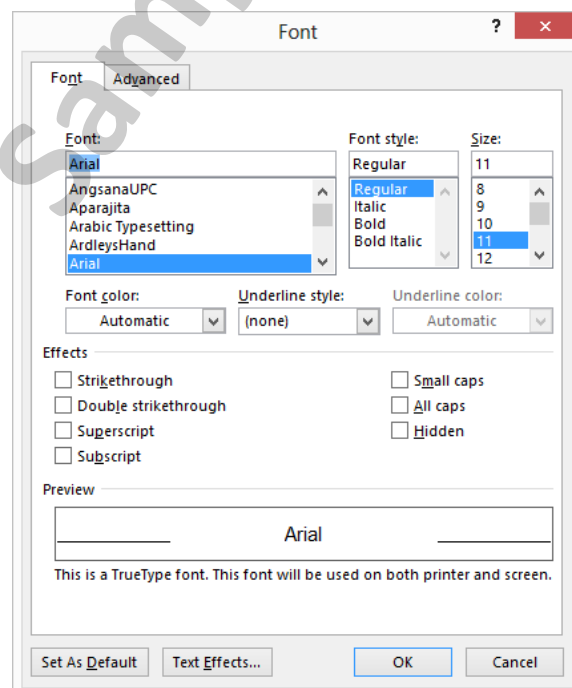 Font ?
Font Advanced
Font: Font style: Size:
Arial Regular 11
AngsanaUPC Regular 8
Aparajita Italic 9
Arabic Typesetting Bold 10
ArdleysHand Bold Italic 11
Arial 12
Font color: Underline style: Underline color:
Automatic (none) Automatic
Effects
Strikethrough Small caps
Double strikethrough All caps
Superscript Hidden
Subscript
Preview
Arial
This is a TrueType font. This font will be used on both printer and screen.
Set As Default Text Effects... OK Cancel
Sam